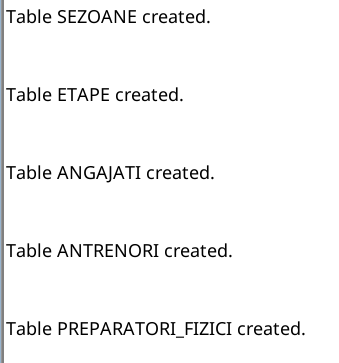 Table SEZOANE created.
Table ETAPE created.
Table ANGAJATI created.
Table ANTRENORI created.
Table PREPARATORI_FIZICI created.